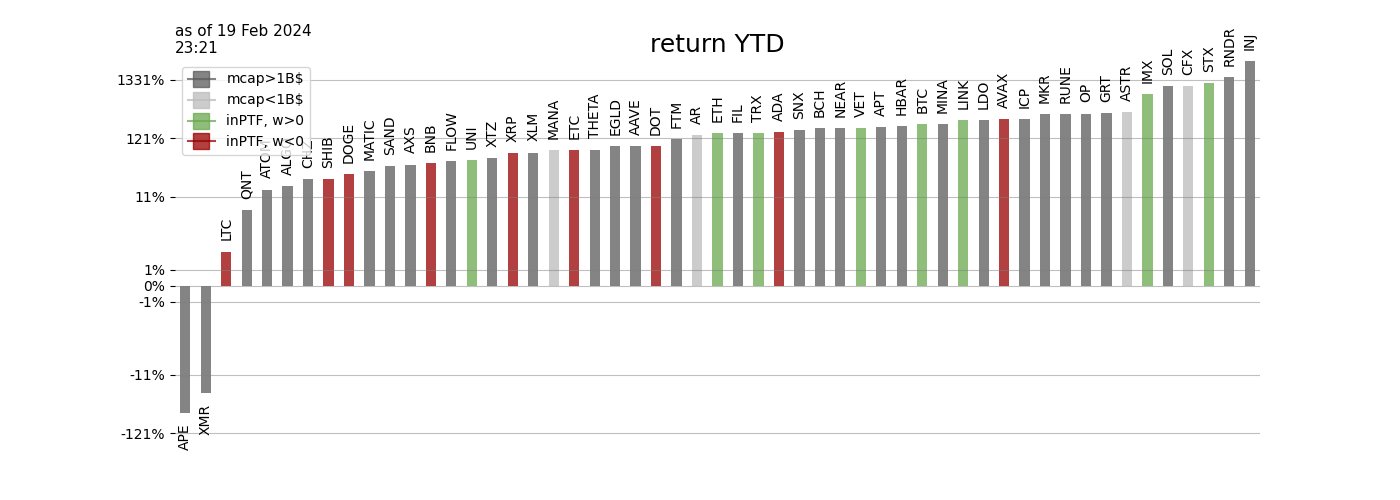 as of 19 Feb 2024
23:21
return YTD
mcap>1B$
mcap<1B$
inPTF, w>0
inPTF, w<0
1331%
121%
11%
1%
0%
-1%
-11%
-121%
APE
XMR
LTC
QNT
ATOM
ALGO
CHZ
SHIB
DOGE
MATIC
SAND
AXS
BNB
FLOW
UNI
XTZ
XRP
XLM
MANA
ETC
THETA
EGLD
AAVE
DOT
FTM
AR
ETH
FIL
TRX
ADA
SNX
BCH
NEAR
VET
APT
HBAR
BTC
MINA
LINK
LDO
AVAX
ICP
MKR
RUNE
OP
GRT
ASTR
IMX
SOL
CFX
STX
RNDR
INJ